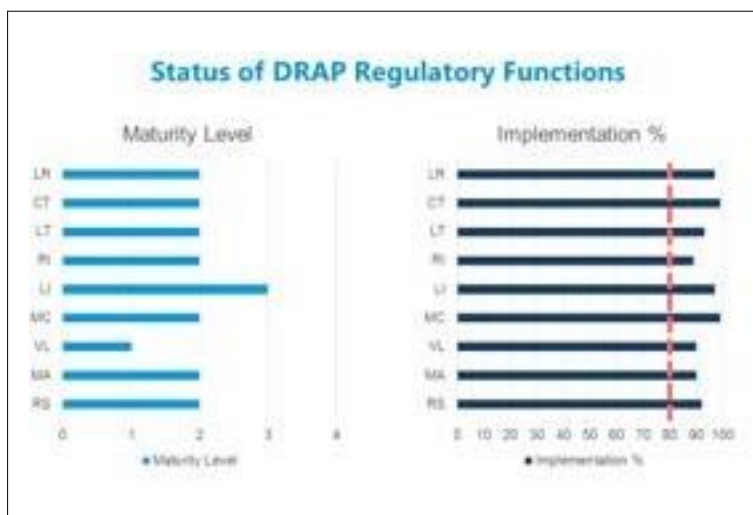 Status of DRAP Regulatory Functions
Maturity Level
LR
CT
LT
RI
LI
MC
VL
MA
RS
0 1 2 3 4
Maturity Level
Implementation %
LR
CT
LT
RI
LI
MC
VL
MA
RS
0 10 20 30 40 50 60 70 80 90 100
Implementation %